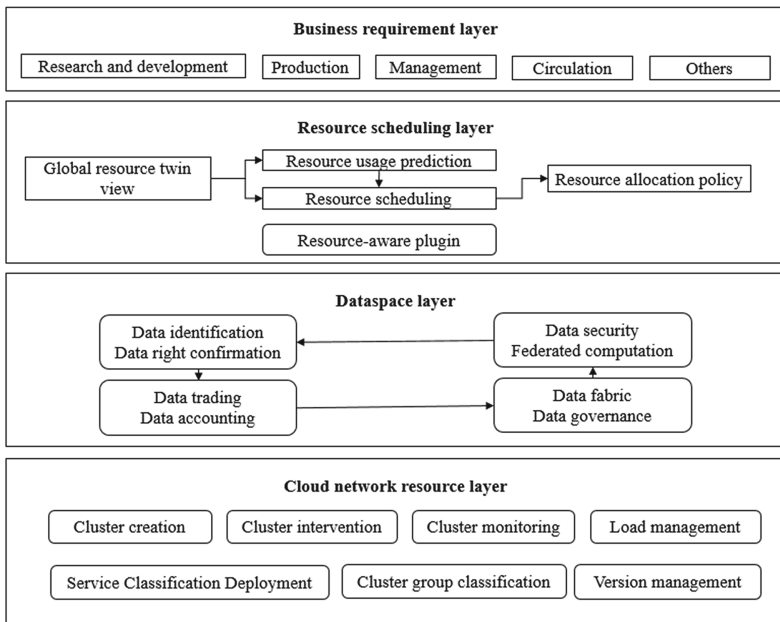 Business requirement layer
Research and development
Production
Management
Circulation
Others
Resource scheduling layer
Global resource twin
view
Resource usage prediction
Resource scheduling
Resource allocation policy
Resource-aware plugin
Dataspace layer
Data identification
Data right confirmation
Data security
Federated computation
Data trading
Data accounting
Data fabric
Data governance
Cloud network resource layer
Cluster creation
Cluster intervention
Cluster monitoring
Load management
Service Classification Deployment
Cluster group classification
Version management